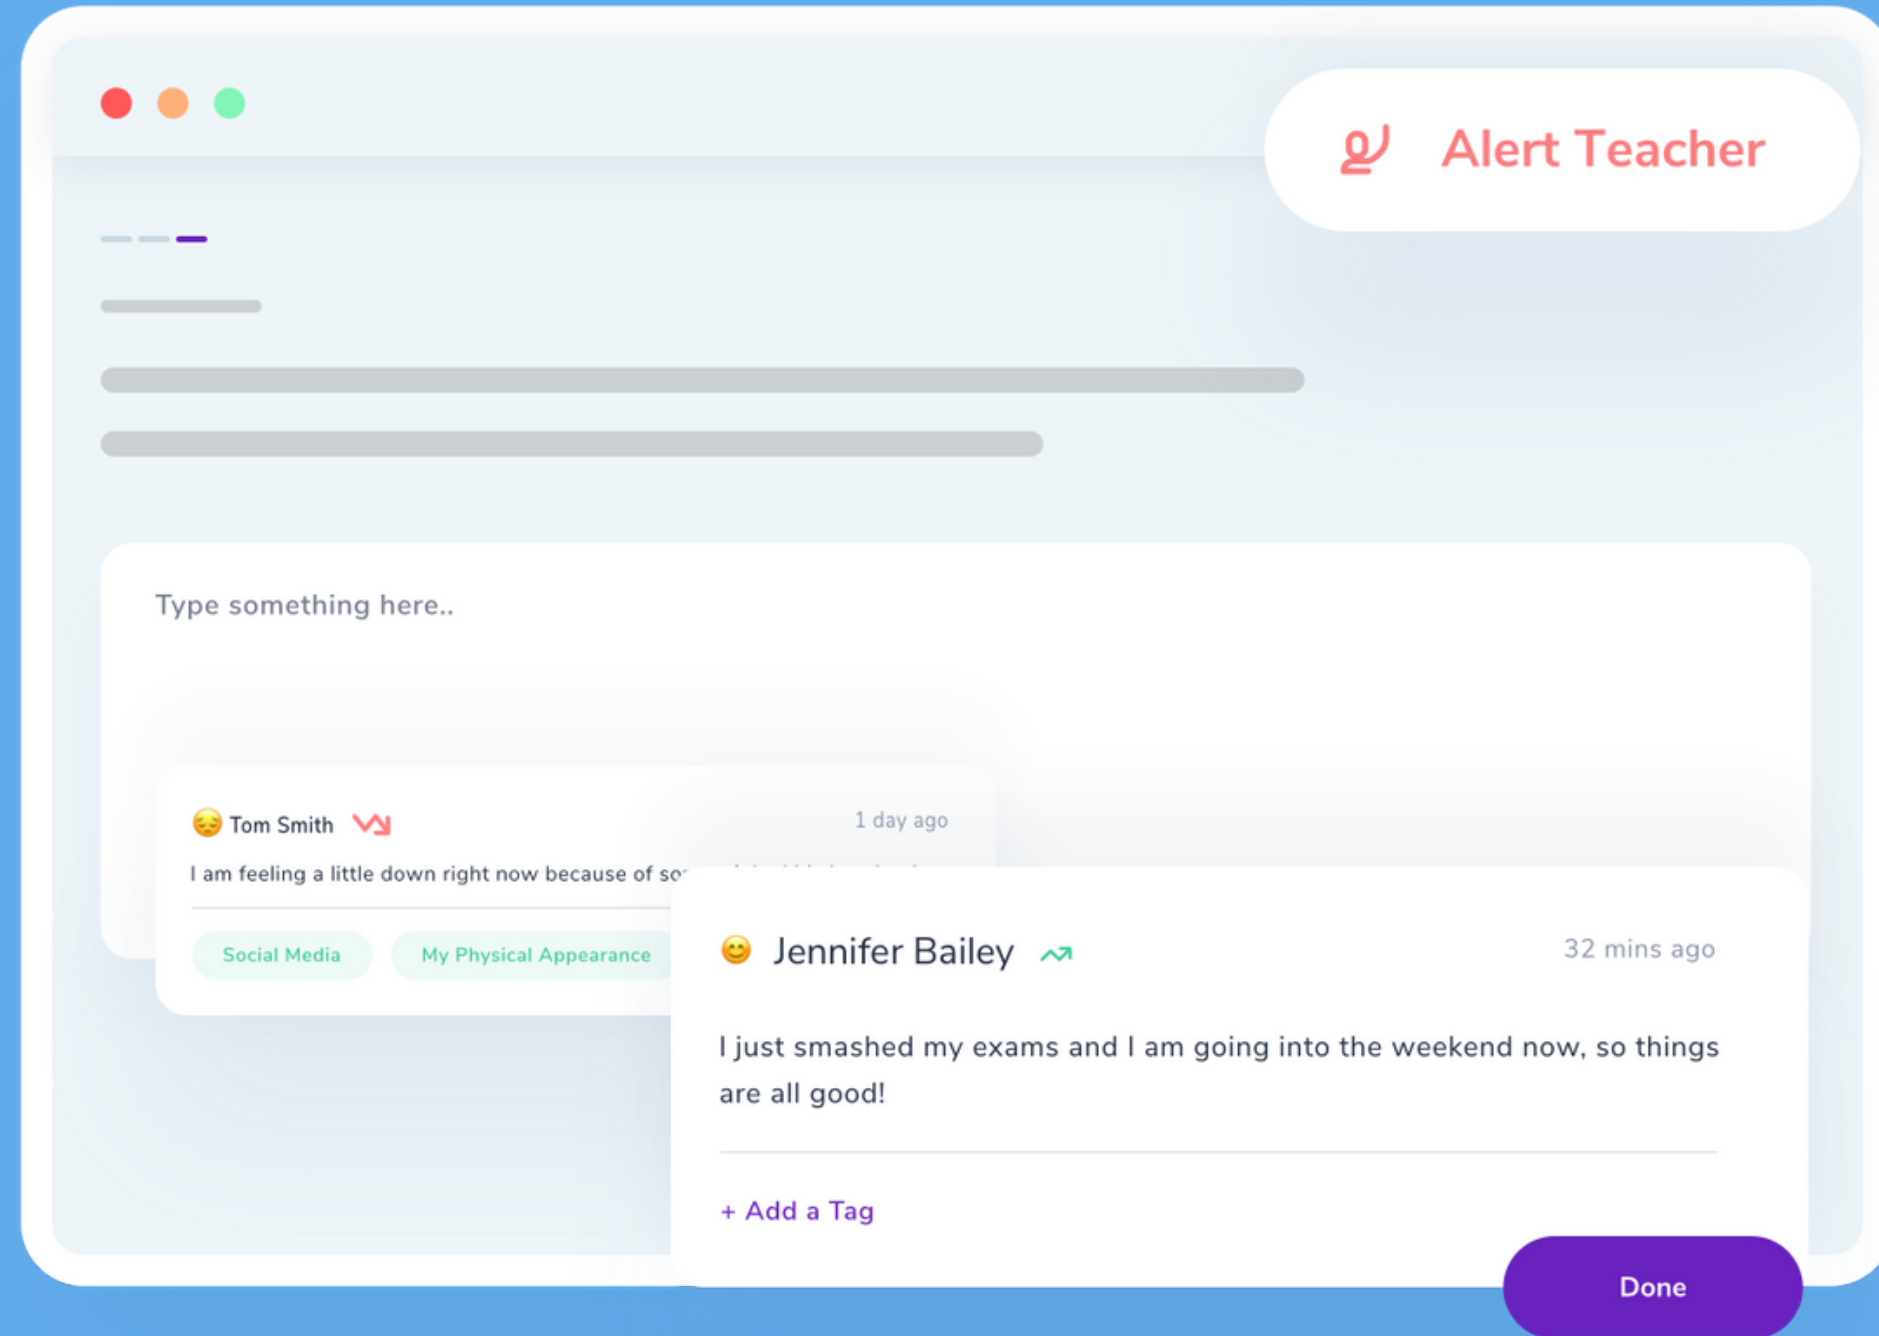 Alert Teacher
Type something here..
Tom Smith
1 day ago
I am feeling a little down right now because of
Social Media
My Physical Appearance
Jennifer Bailey
32 mins ago
I just smashed my exams and I am going into the weekend now, so things
are all good!
+ Add a Tag
Done